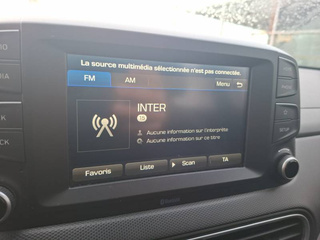 La source multimédia sélectionnée n'est pas connectée.
FM AM Menu
INTER
Aucune information sur l'interprète
Aucune information sur ce titre
Favoris Liste Scan TA